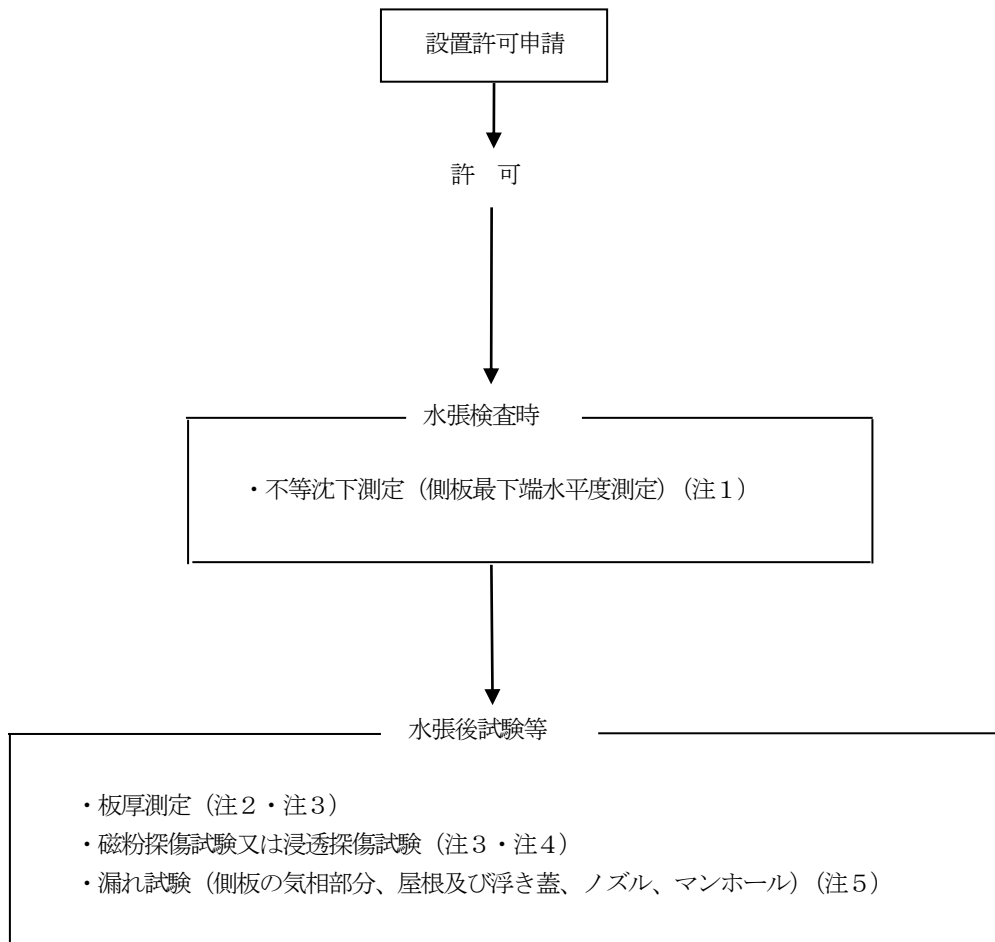 設置許可申請
許　可
水張検査時
・不等沈下測定（側板最下端水平度測定）（注１）
水張後試験等
・板厚測定（注２・注３）
・磁粉探傷試験又は浸透探傷試験（注３・注４）
・漏れ試験（側板の気相部分、屋根及び浮き蓋、ノズル、マンホール）（注５）